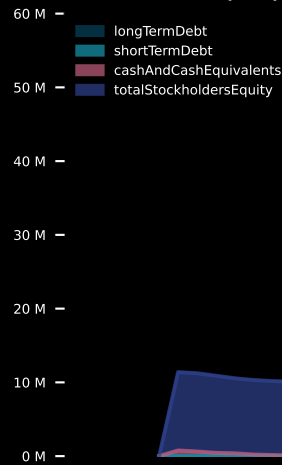 60 M
longTermDebt
shortTermDebt
cashAndCashEquivalents
totalStockholdersEquity
50 M
40 M
30 M
20 M
10 M
0 M